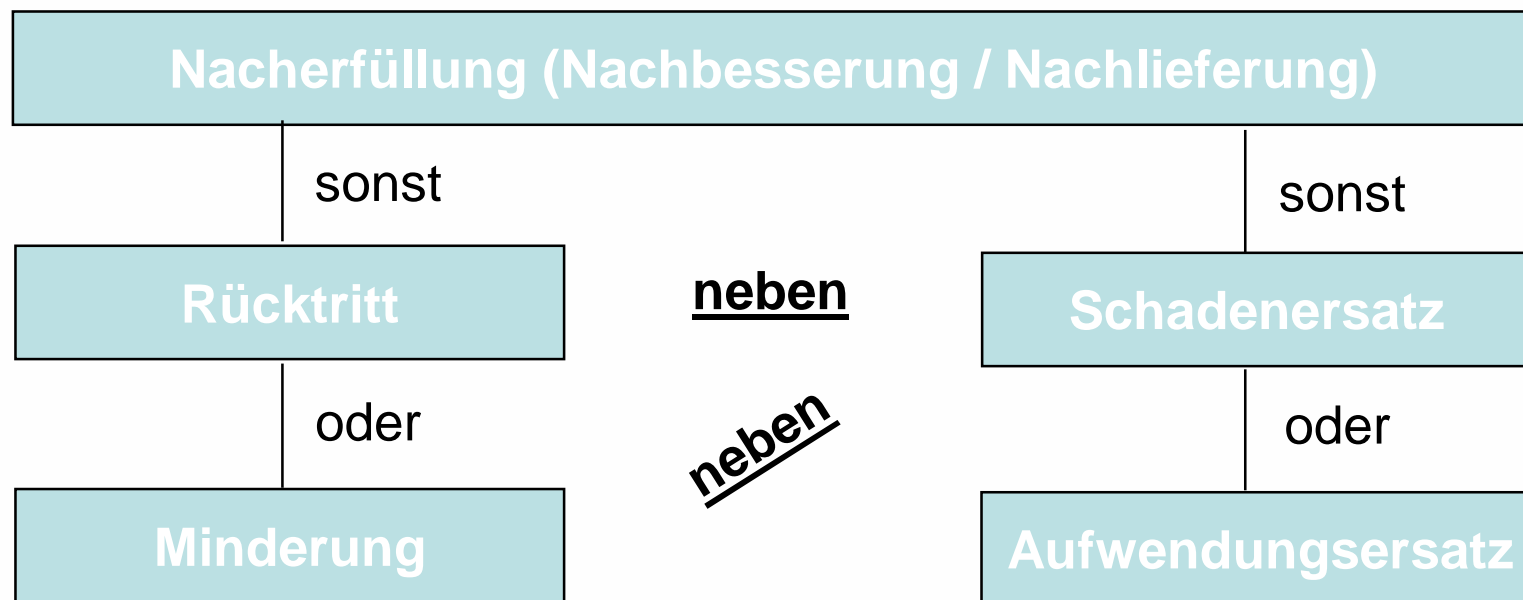 Nacherfüllung (Nachbesserung / Nachlieferung)
sonst
sonst
Rücktritt
neben
Schadenersatz
oder
neben
oder
Minderung
Aufwendungsersatz